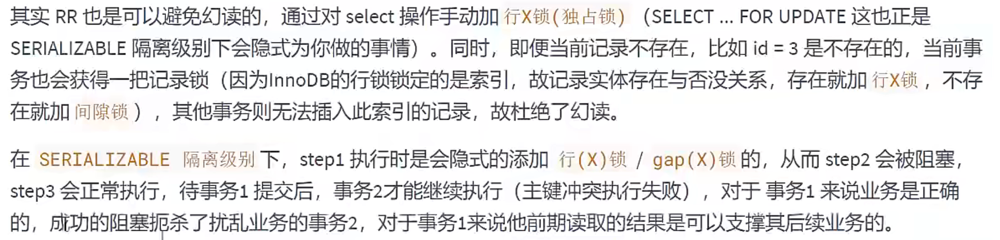 其实 RR 也是可以避免幻读的，通过对 select 操作手动加 行X锁(独占锁) （SELECT ... FOR UPDATE 这也正是
SERIALIZABLE 隔离级别下会隐式为你做的事情）。同时，即便当前记录不存在，比如 id = 3 是不存在的，当前事
务也会获得一把记录锁（因为InnoDB的行锁锁定的是索引，故记录实体存在与否没关系，存在就加 行X锁 ，不存
在就加 间隙锁 ），其他事务则无法插入此索引的记录，故杜绝了幻读。
在 SERIALIZABLE 隔离级别 下，step1 执行时是会隐式的添加 行(X)锁 / gap(X)锁 的，从而 step2 会被阻塞，
step3 会正常执行，待事务1 提交后，事务2才能继续执行（主键冲突执行失败），对于 事务1 来说业务是正确
的，成功的阻塞扼杀了扰乱业务的事务2，对于事务1来说他前期读取的结果是可以支撑其后续业务的。